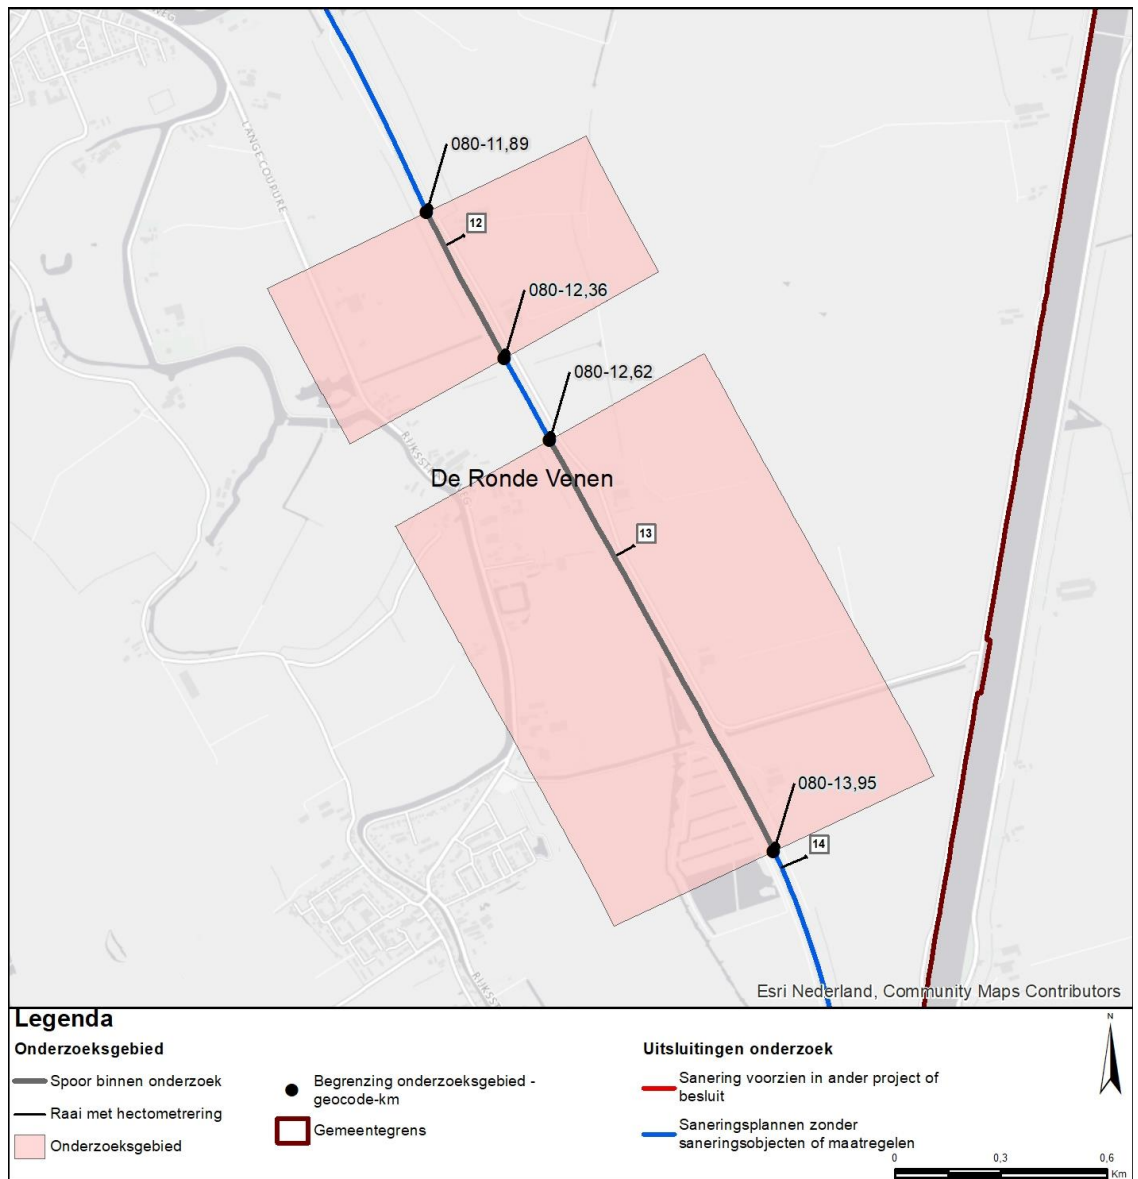 LANGE COUPURE
080-11,89
12
080-12,36
080-12,62
De Ronde Venen
13
080-13,95
14
Esri Nederland, Community Maps Contributors
Legenda
Onderzoeksgebied
Spoor binnen onderzoek
Raai met hectometrering
Onderzoeksgebied
Begrenzing onderzoeksgebied -
geocode-km
Gemeentegrens
Uitsluitingen onderzoek
Sanering voorzien in ander project of
besluit
Saneringsplannen zonder
saneringsobjecten of maatregelen
N
0 0,3 0,6
Km